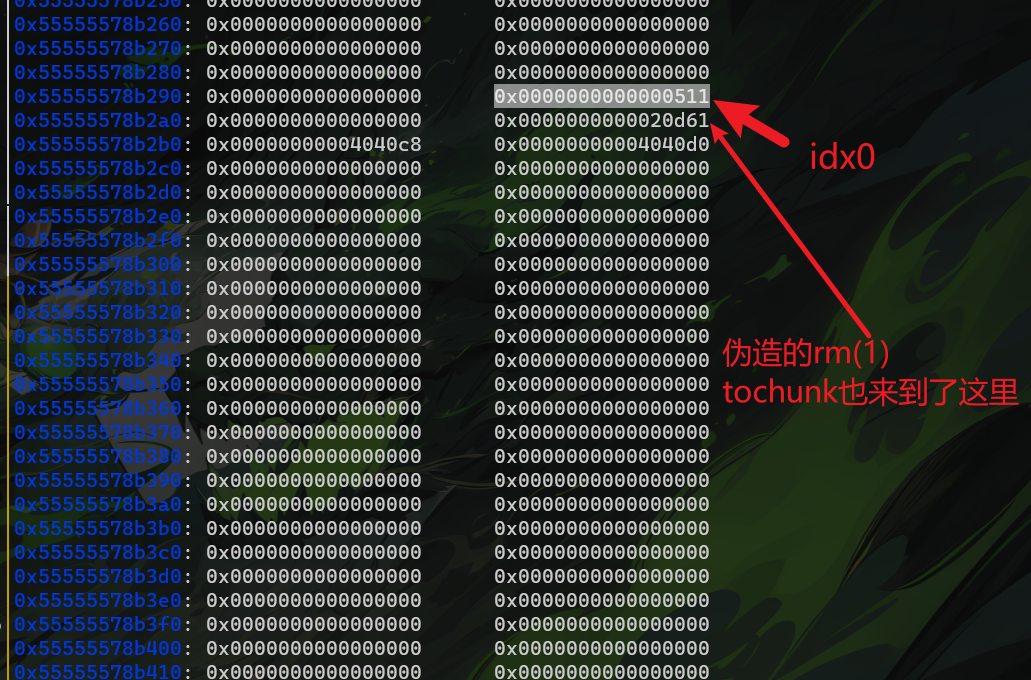 0x55555578b250: 0x0000000000000000 0x0000000000000000
0x55555578b260: 0x0000000000000000 0x0000000000000000
0x55555578b270: 0x0000000000000000 0x0000000000000000
0x55555578b280: 0x0000000000000000 0x0000000000000000
0x55555578b290: 0x0000000000000000 0x0000000000000511
0x55555578b2a0: 0x0000000000000000 0x0000000000020d61
0x55555578b2b0: 0x00000000004040c8 0x00000000004040d0
idx0
0x55555578b2c0: 0x0000000000000000 0x0000000000000000
0x55555578b2d0: 0x0000000000000000 0x0000000000000000
0x55555578b2e0: 0x0000000000000000 0x0000000000000000
0x55555578b2f0: 0x0000000000000000 0x0000000000000000
0x55555578b300: 0x0000000000000000 0x0000000000000000
0x55555578b310: 0x0000000000000000 0x0000000000000000
0x55555578b320: 0x0000000000000000 0x0000000000000000
0x55555578b330: 0x0000000000000000 0x0000000000000000
0x55555578b340: 0x0000000000000000 0x0000000000000000
伪造的rm(1)
tochunk也来到了这里
0x55555578b350: 0x0000000000000000 0x0000000000000000
0x55555578b360: 0x0000000000000000 0x0000000000000000
0x55555578b370: 0x0000000000000000 0x0000000000000000
0x55555578b380: 0x0000000000000000 0x0000000000000000
0x55555578b390: 0x0000000000000000 0x0000000000000000
0x55555578b3a0: 0x0000000000000000 0x0000000000000000
0x55555578b3b0: 0x0000000000000000 0x0000000000000000
0x55555578b3c0: 0x0000000000000000 0x0000000000000000
0x55555578b3d0: 0x0000000000000000 0x0000000000000000
0x55555578b3e0: 0x0000000000000000 0x0000000000000000
0x55555578b3f0: 0x0000000000000000 0x0000000000000000
0x55555578b400: 0x0000000000000000 0x0000000000000000
0x55555578b410: 0x0000000000000000 0x0000000000000000